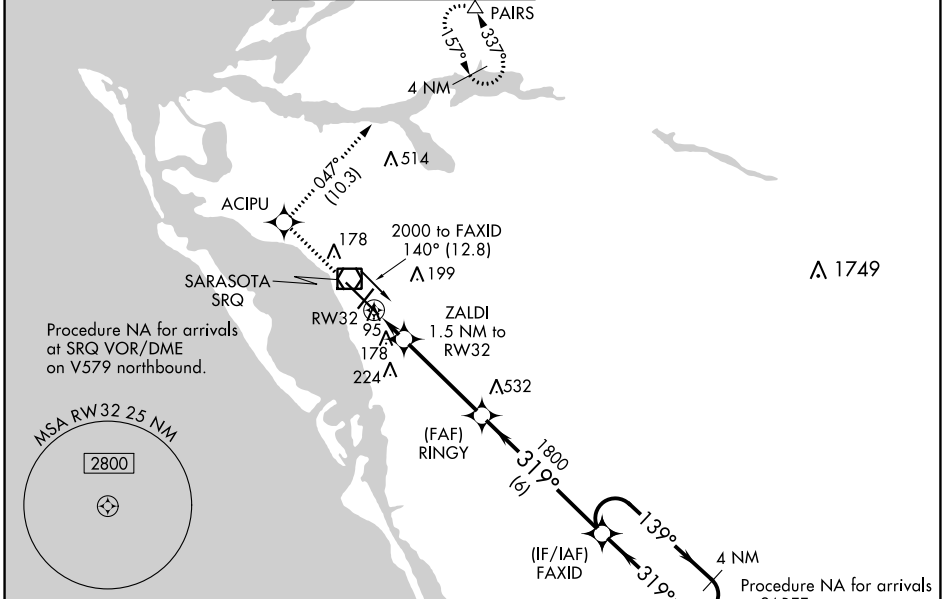 PAIRS
157°
337°
4 NM
514
047°
(10.3)
ACIPU
178
2000 to FAXID
140° (12.8)
199
1749
SARASOTA
SRQ
RW32
95
ZALDI
1.5 NM to
RW32
178
224
Procedure NA for arrivals
at SRQ VOR/DME
on V579 northbound.
532
MSA RW32 25 NM
2800
(FAF)
RINGY
1800
319°
(6)
139°
(IF/IAF)
FAXID
4 NM
319°
Procedure NA for arrivals